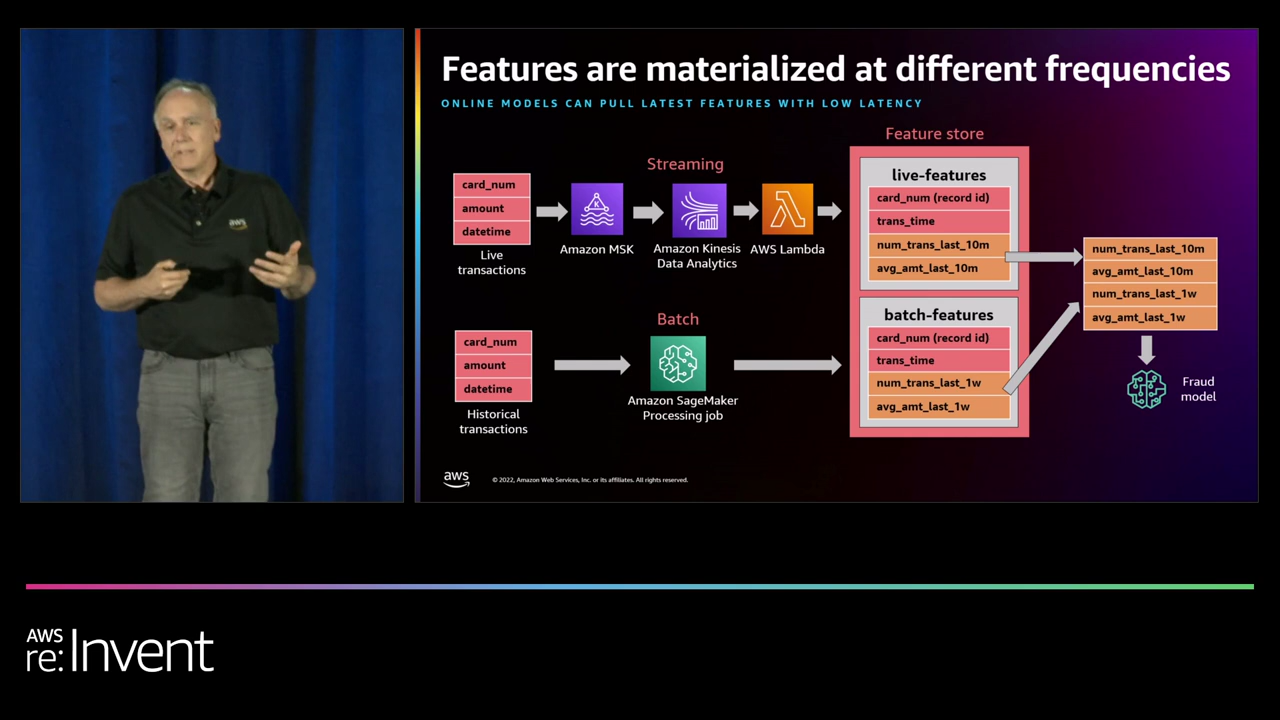 Features are materialized at different frequencies
ONLINE MODELS CAN PULL LATEST FEATURES WITH LOW LATENCY
Feature store
Streaming
card_num
amount
datetime
Live
transactions
Amazon MSK
Amazon Kinesis
Data Analytics
AWS Lambda
live-features
card_num (record id)
trans_time
num_trans_last_10m
avg_amt_last_10m
num_trans_last_10m
avg_amt_last_10m
num_trans_last_1w
avg_amt_last_1w
Fraud
model
Batch
card_num
amount
datetime
Historical
transactions
Amazon SageMaker
Processing job
batch-features
card_num (record id)
trans_time
num_trans_last_1w
avg_amt_last_1w
aws
aws
© 2022, Amazon Web Services, Inc. or its affiliates. All rights reserved.
AWS
re:Invent